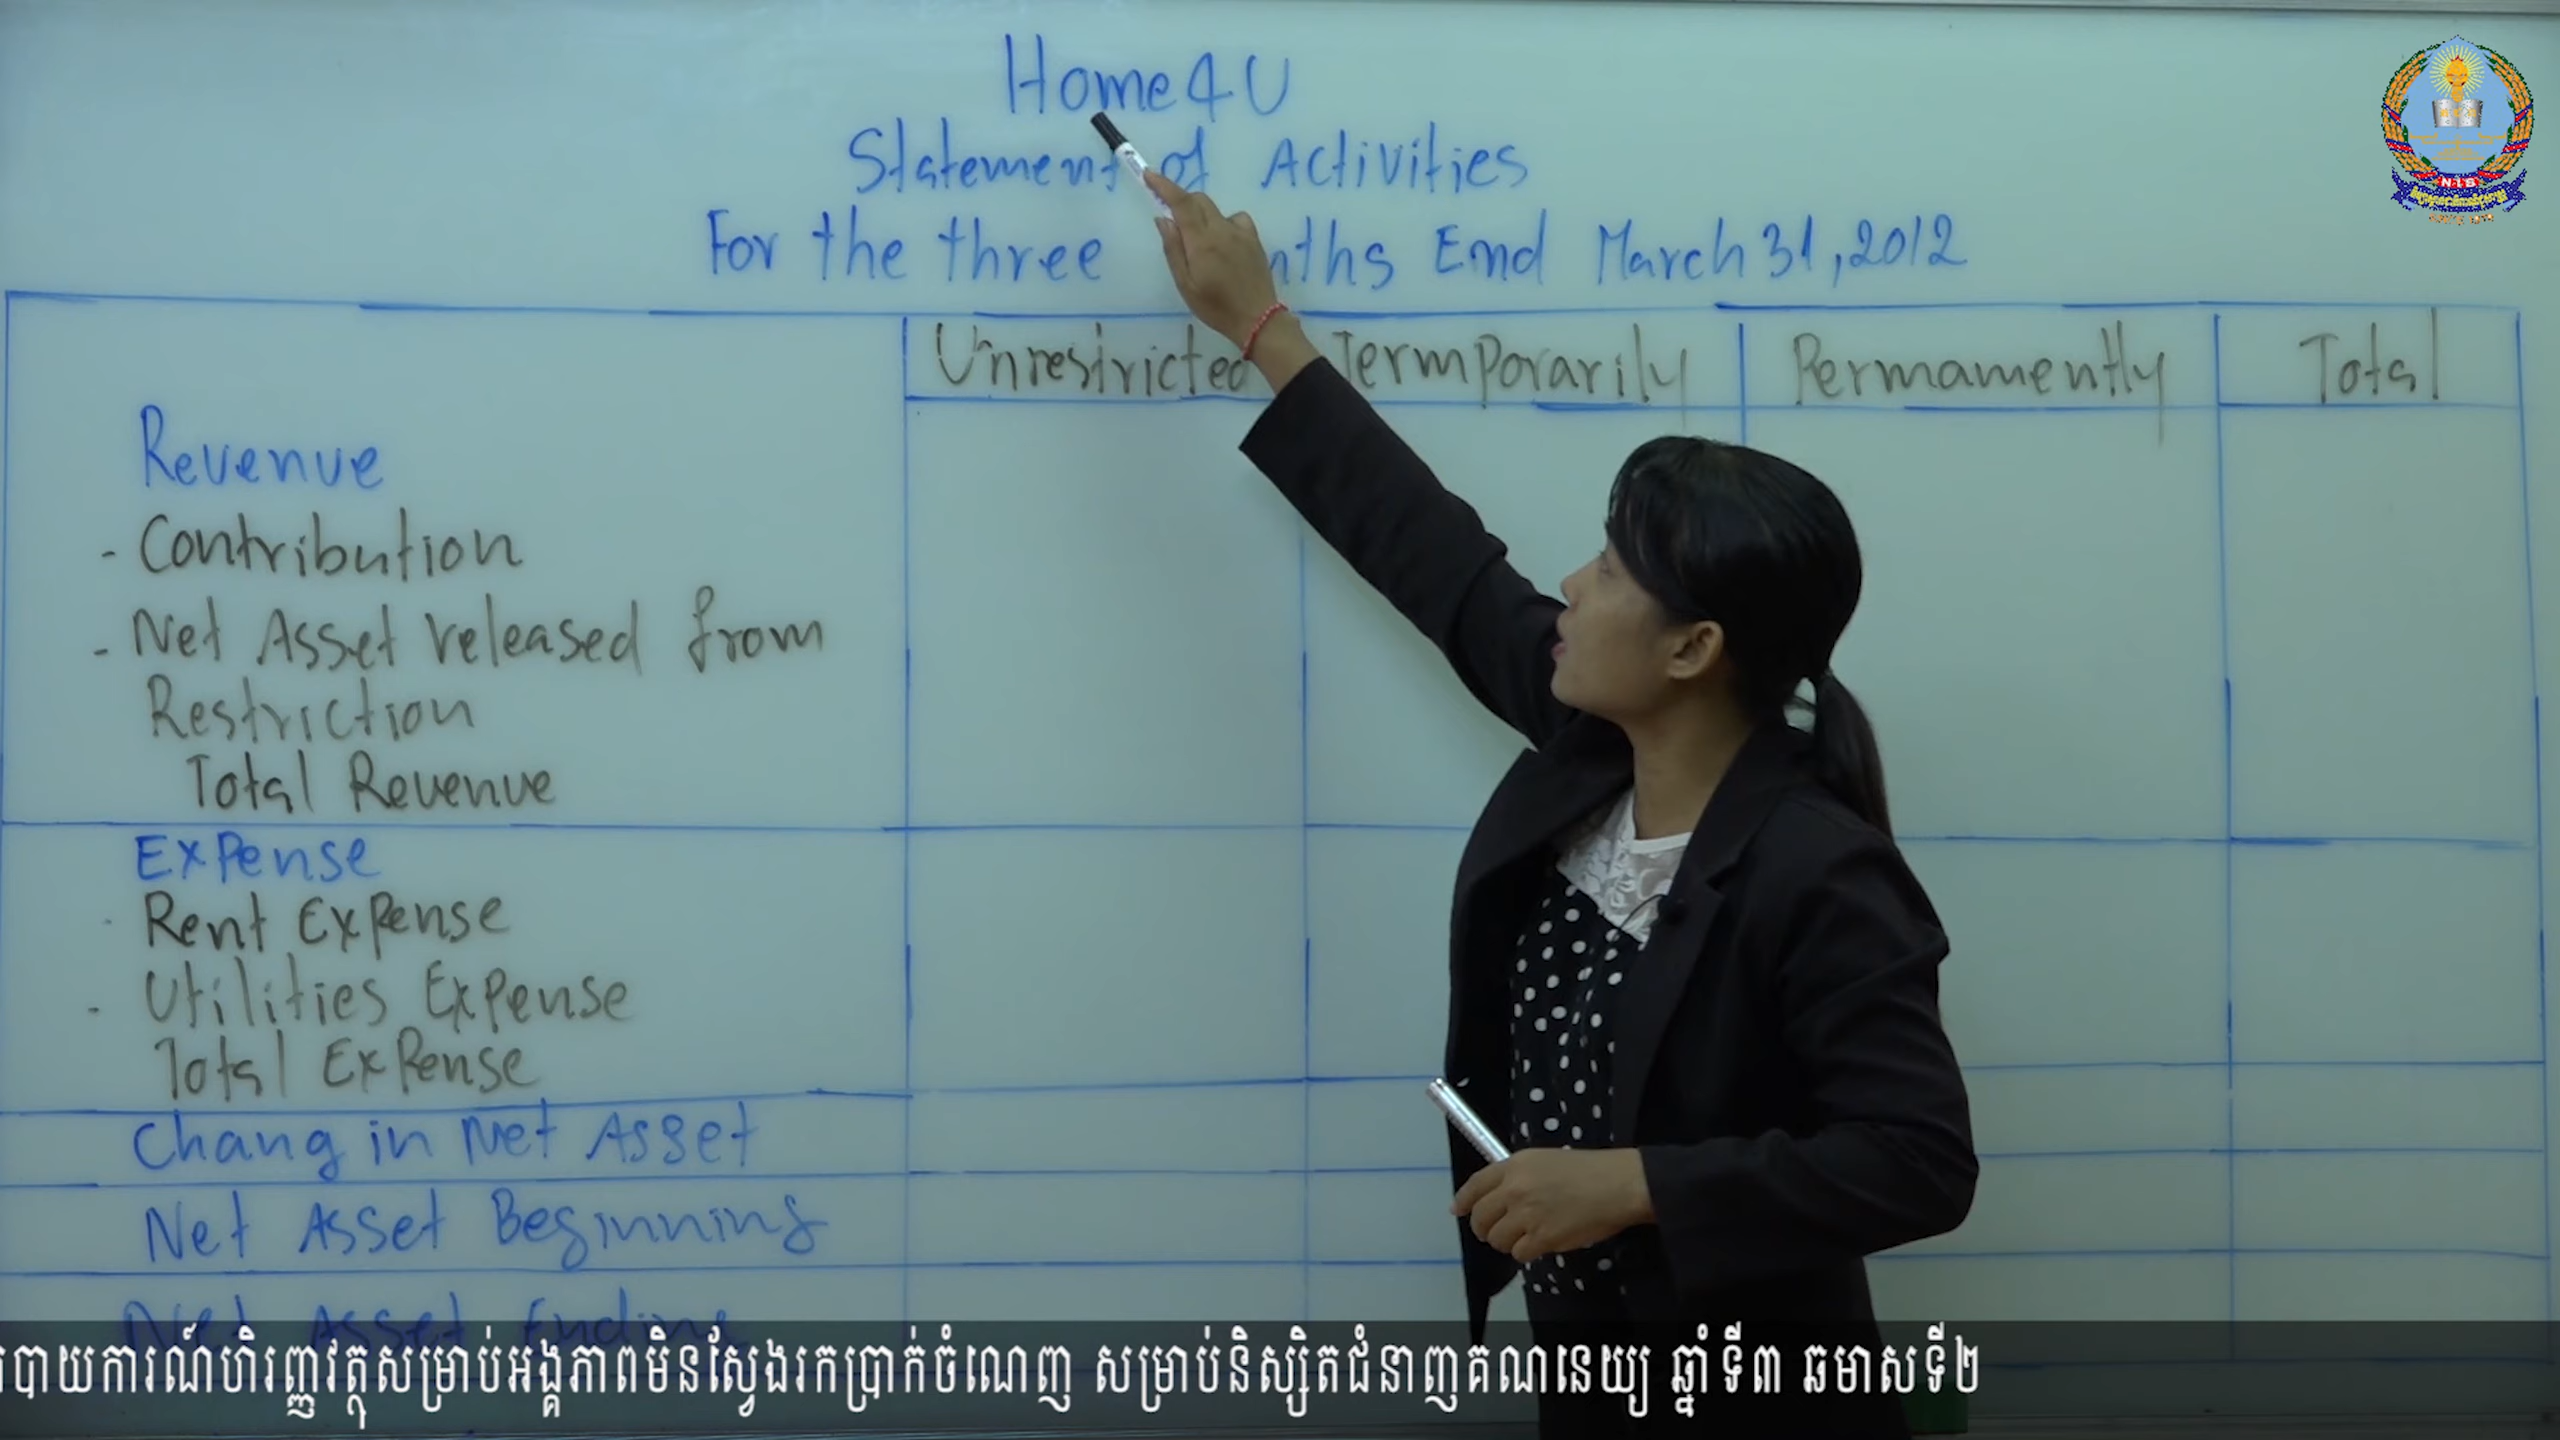 Home4U
Statement of Activities
For the three nths End March 31, 2012
Unrestricted Termporarily Permamently Total
Revenue
- Contribution
- Net Asset released from
Restriction
Total Revenue
Expense
- Rent Expense
- Utilities Expense
Total Expense
Chang in Net Asset
Net Asset Beginning
Net Asset Ending
បាយការណ៍ហិរញ្ញវត្ថុសម្រាប់អង្គភាពមិនស្វែងរកប្រាក់ចំណេញ សម្រាប់និស្សិតជំនាញគណនេយ្យ ឆ្នាំទី៣ ឆមាសទី២
NIB